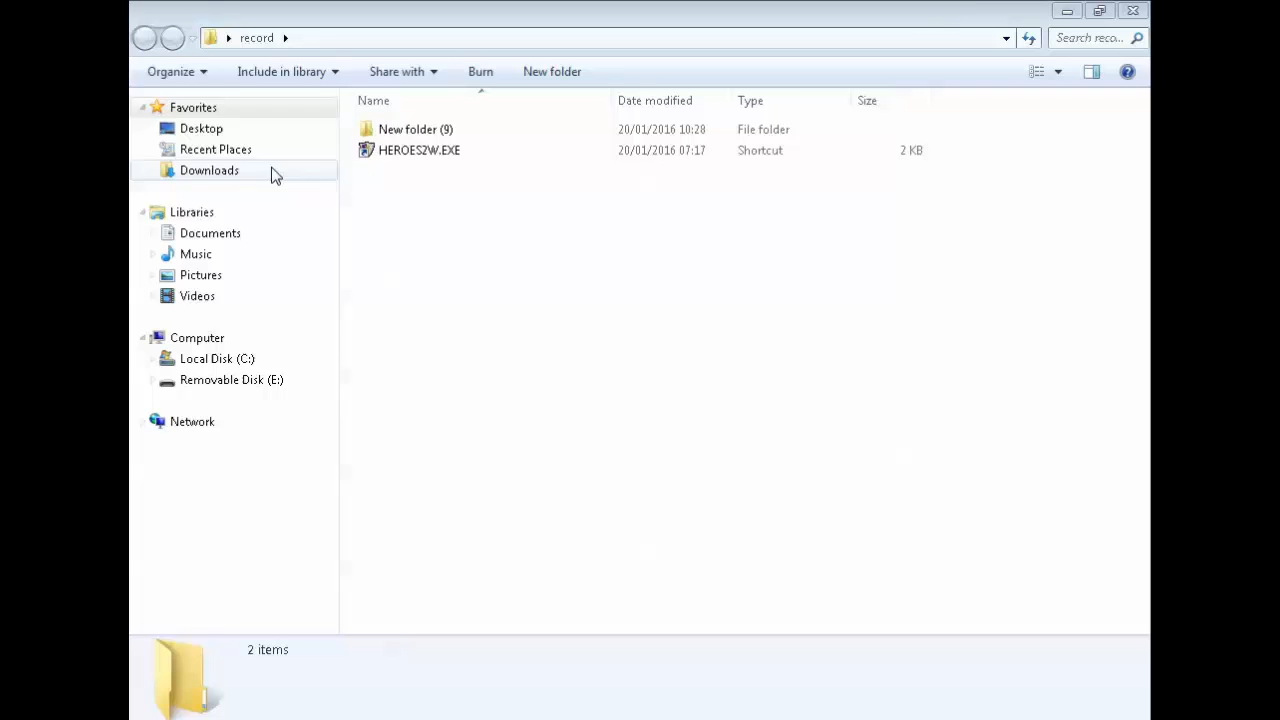 record
Search reco...
Organize Include in library Share with Burn New folder
Name Date modified Type Size
New folder (9) 20/01/2016 10:28 File folder
HEROES2W.EXE 20/01/2016 07:17 Shortcut 2 KB
Favorites
Desktop
Recent Places
Downloads
Libraries
Documents
Music
Pictures
Videos
Computer
Local Disk (C:)
Removable Disk (E:)
Network
2 items